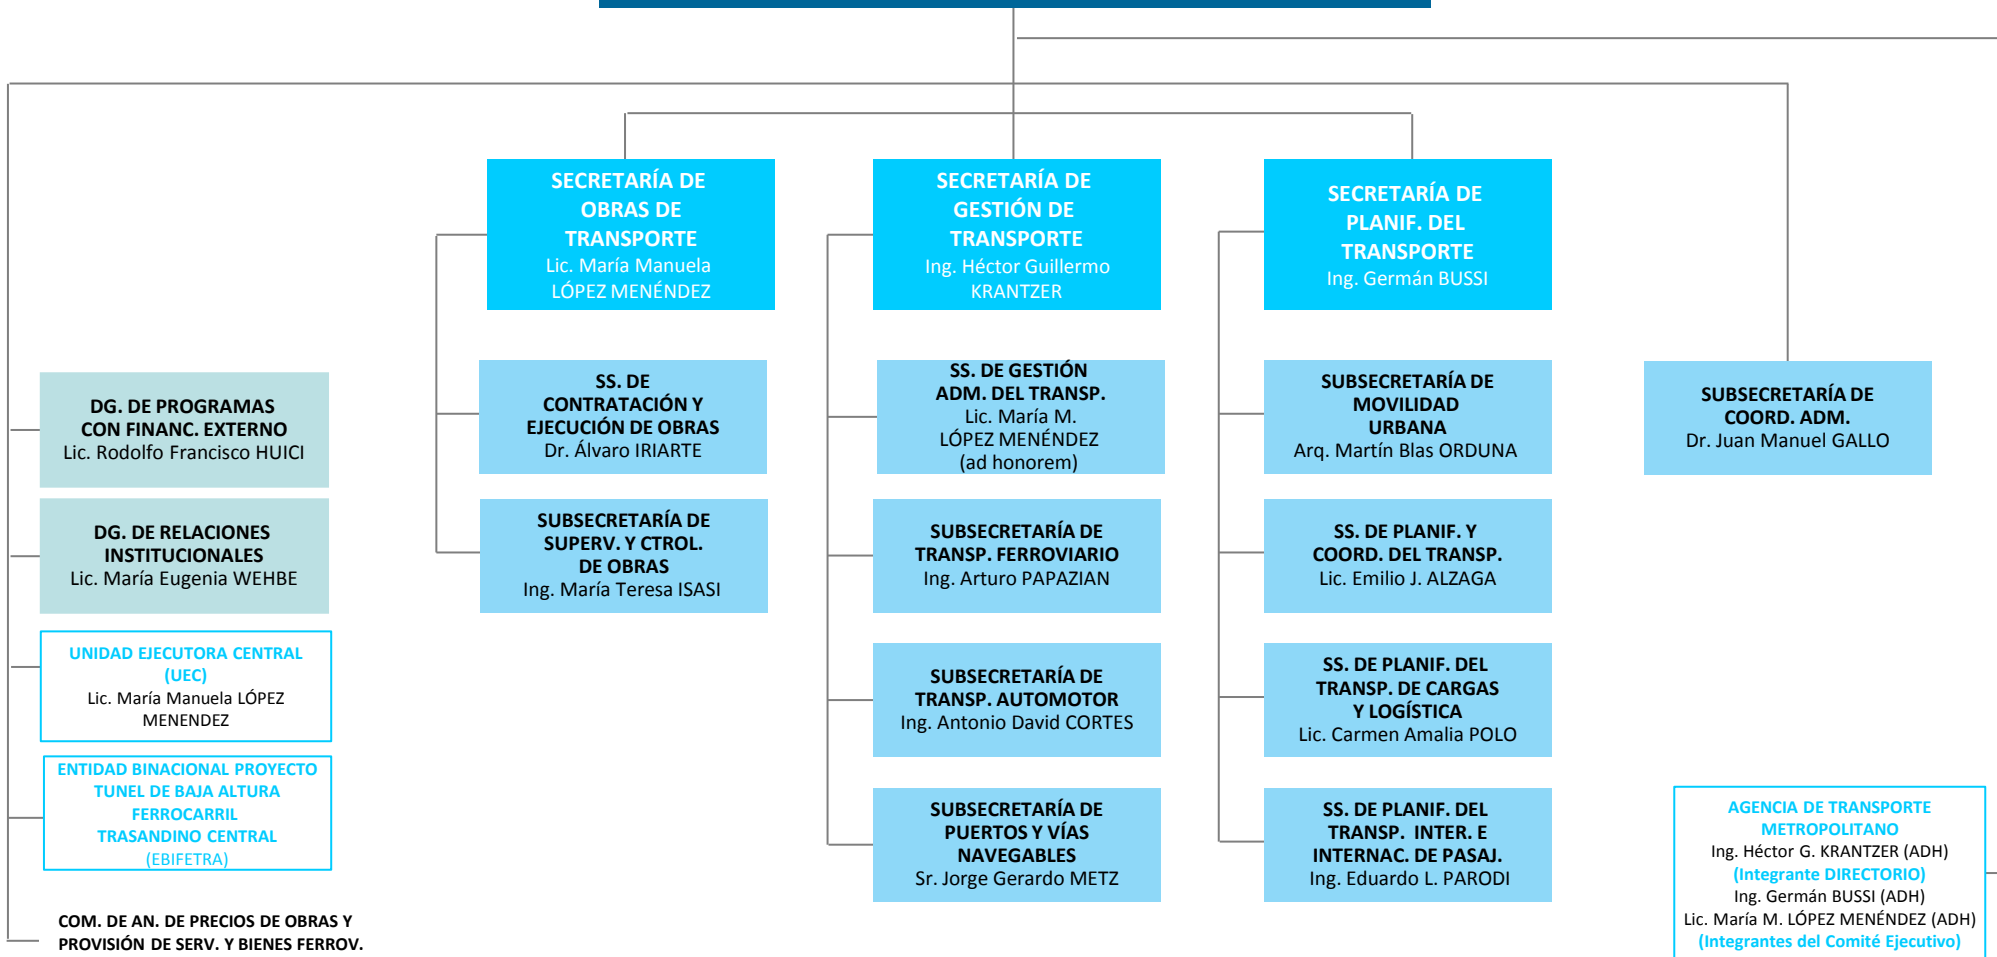 SECRETARÍA DE
OBRAS DE
TRANSPORTE
Lic. María Manuela
LÓPEZ MENÉNDEZ
SECRETARÍA DE
GESTIÓN DE
TRANSPORTE
Ing. Héctor Guillermo
KRANTZER
SECRETARÍA DE
PLANIF. DEL
TRANSPORTE
Ing. Germán BUSSI
DG. DE PROGRAMAS
CON FINANC. EXTERNO
Lic. Rodolfo Francisco HUICI
DG. DE RELACIONES
INSTITUCIONALES
Lic. María Eugenia WEHBE
UNIDAD EJECUTORA CENTRAL
(UEC)
Lic. María Manuela LÓPEZ
MENENDEZ
ENTIDAD BINACIONAL PROYECTO
TUNEL DE BAJA ALTURA
FERROCARRIL
TRASANDINO CENTRAL
(EBIFETRA)
COM. DE AN. DE PRECIOS DE OBRAS Y
PROVISIÓN DE SERV. Y BIENES FERROV.
SS. DE
CONTRATACIÓN Y
EJECUCIÓN DE OBRAS
Dr. Álvaro IRIARTE
SUBSECRETARÍA DE
SUPERV. Y CTROL.
DE OBRAS
Ing. María Teresa ISASI
SS. DE GESTIÓN
ADM. DEL TRANSP.
Lic. María M.
LÓPEZ MENÉNDEZ
(ad honorem)
SUBSECRETARÍA DE
TRANSP. FERROVIARIO
Ing. Arturo PAPAZIAN
SUBSECRETARÍA DE
TRANSP. AUTOMOTOR
Ing. Antonio David CORTES
SUBSECRETARÍA DE
PUERTOS Y VÍAS
NAVEGABLES
Sr. Jorge Gerardo METZ
SUBSECRETARÍA DE
MOVILIDAD
URBANA
Arq. Martín Blas ORDUNA
SS. DE PLANIF. Y
COORD. DEL TRANSP.
Lic. Emilio J. ALZAGA
SS. DE PLANIF. DEL
TRANSP. DE CARGAS
Y LOGÍSTICA
Lic. Carmen Amalia POLO
SS. DE PLANIF. DEL
TRANSP. INTER. E
INTERNAC. DE PASAJ.
Ing. Eduardo L. PARODI
SUBSECRETARÍA DE
COORD. ADM.
Dr. Juan Manuel GALLO
AGENCIA DE TRANSPORTE
METROPOLITANO
Ing. Héctor G. KRANTZER (ADH)
(Integrante DIRECTORIO)
Ing. Germán BUSSI (ADH)
Lic. María M. LÓPEZ MENÉNDEZ (ADH)
(Integrantes del Comité Ejecutivo)